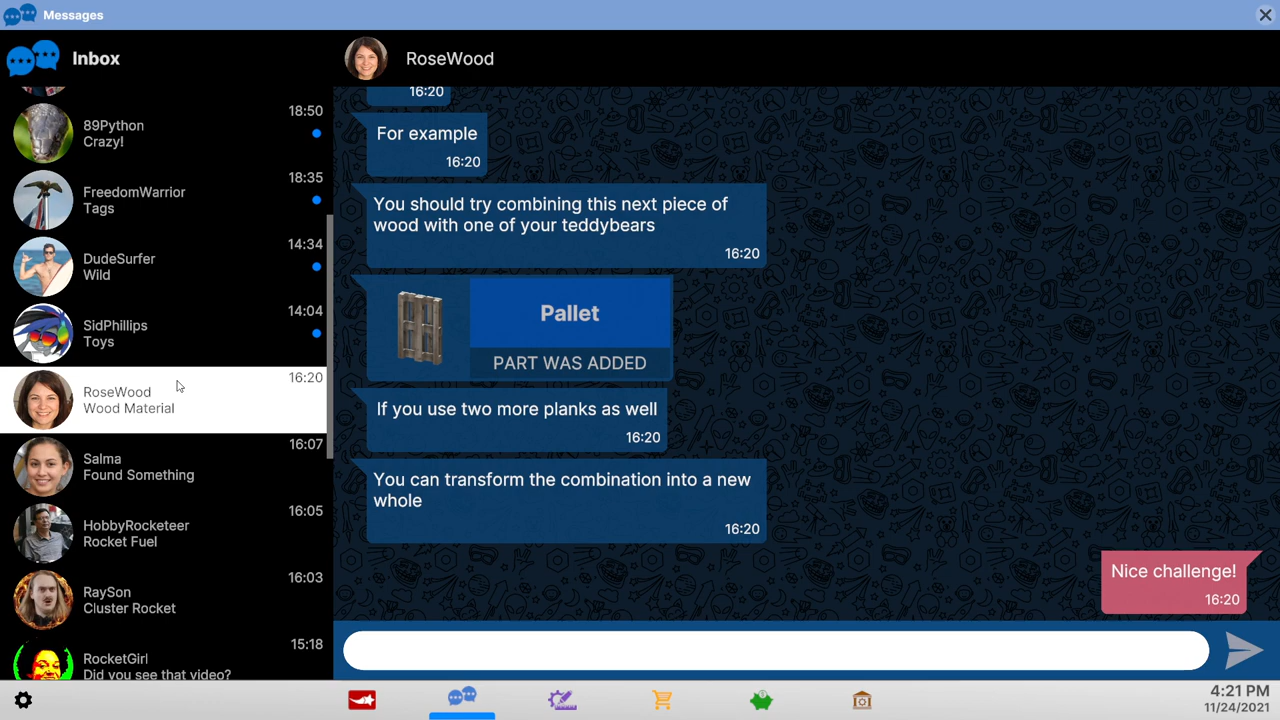 Messages
Inbox
18:50
89Python
Crazy!
18:35
FreedomWarrior
Tags
14:34
DudeSurfer
Wild
14:04
SidPhillips
Toys
16:20
RoseWood
Wood Material
16:07
Salma
Found Something
16:05
HobbyRocketeer
Rocket Fuel
16:03
RaySon
Cluster Rocket
15:18
RocketGirl
Did you see that video?
RoseWood
16:20
For example
16:20
You should try combining this next piece of
wood with one of your teddybears
16:20
Pallet
PART WAS ADDED
If you use two more planks as well
16:20
You can transform the combination into a new
whole
16:20
Nice challenge!
16:20
4:21 PM
11/24/2021